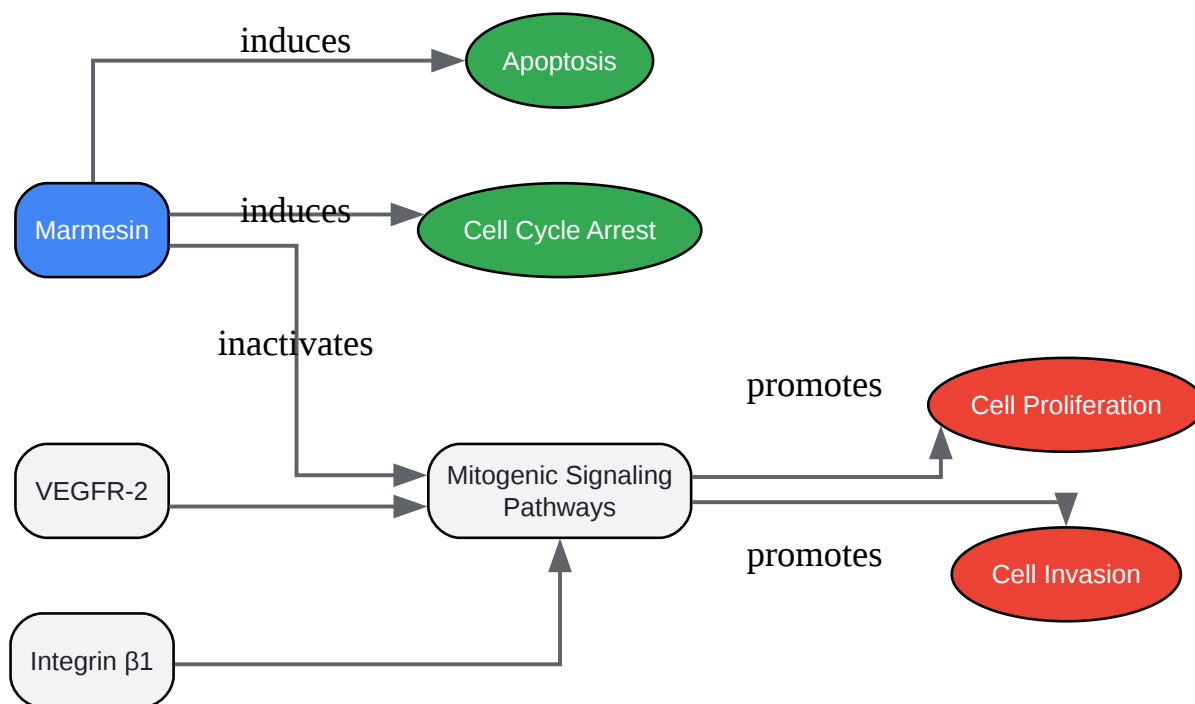 induces
Apoptosis
Marmesin
induces
Cell Cycle Arrest
inactivates
promotes
Cell Proliferation
VEGFR-2
Mitogenic Signaling
Pathways
promotes
Cell Invasion
Integrin β1